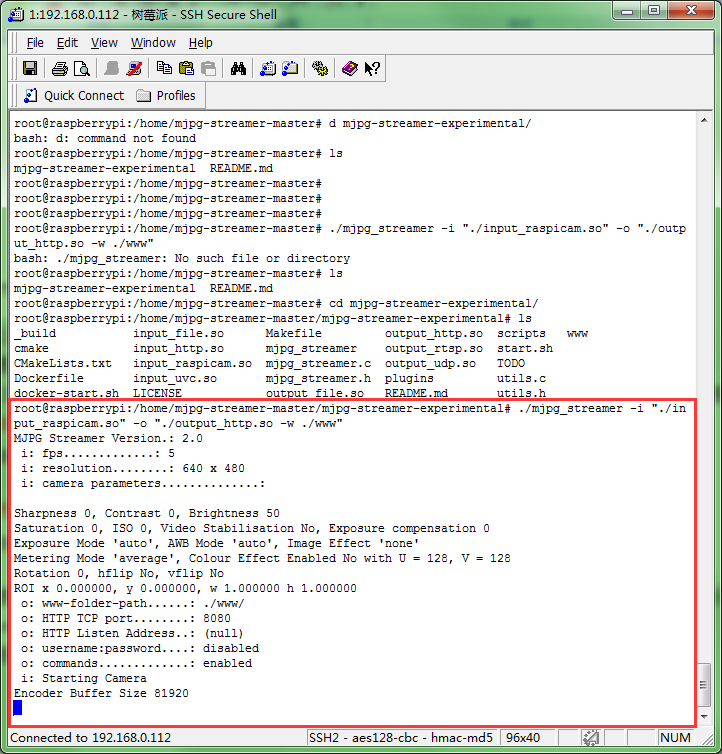 1:192.168.0.112 - 树莓派 - SSH Secure Shell
File Edit View Window Help
Quick Connect Profiles
root@raspberrypi:/home/mjpg-streamer-master# d mjpg-streamer-experimental/
bash: d: command not found
root@raspberrypi:/home/mjpg-streamer-master# ls
mjpg-streamer-experimental  README.md
root@raspberrypi:/home/mjpg-streamer-master#
root@raspberrypi:/home/mjpg-streamer-master#
root@raspberrypi:/home/mjpg-streamer-master#
root@raspberrypi:/home/mjpg-streamer-master# ./mjpg_streamer -i "./input_raspicam.so" -o "./outp
ut_http.so -w ./www"
bash: ./mjpg_streamer: No such file or directory
root@raspberrypi:/home/mjpg-streamer-master# ls
mjpg-streamer-experimental  README.md
root@raspberrypi:/home/mjpg-streamer-master# cd mjpg-streamer-experimental/
root@raspberrypi:/home/mjpg-streamer-master/mjpg-streamer-experimental# ls
_build           input_file.so      Makefile         output_http.so  scripts   www
cmake            input_http.so      mjpg_streamer    output_rtsp.so  start.sh
CMakeLists.txt   input_raspicam.so  mjpg_streamer.c  output_udp.so   TODO
Dockerfile       input_uvc.so       mjpg_streamer.h  plugins         utils.c
docker-start.sh  LICENSE            output_file.so   README.md       utils.h
root@raspberrypi:/home/mjpg-streamer-master/mjpg-streamer-experimental# ./mjpg_streamer -i "./in
put_raspicam.so" -o "./output_http.so -w ./www"
MJPG Streamer Version.: 2.0
 i: fps.............: 5
 i: resolution........: 640 x 480
 i: camera parameters..............:
Sharpness 0, Contrast 0, Brightness 50
Saturation 0, ISO 0, Video Stabilisation No, Exposure compensation 0
Exposure Mode 'auto', AWB Mode 'auto', Image Effect 'none'
Metering Mode 'average', Colour Effect Enabled No with U = 128, V = 128
Rotation 0, hflip No, vflip No
ROI x 0.000000, y 0.000000, w 1.000000 h 1.000000
 o: www-folder-path......: ./www/
 o: HTTP TCP port........: 8080
 o: HTTP Listen Address..: (null)
 o: username:password....: disabled
 o: commands.............: enabled
 i: Starting Camera
Encoder Buffer Size 81920
Connected to 192.168.0.112 SSH2 - aes128-cbc - hmac-md5 96x40 NUM